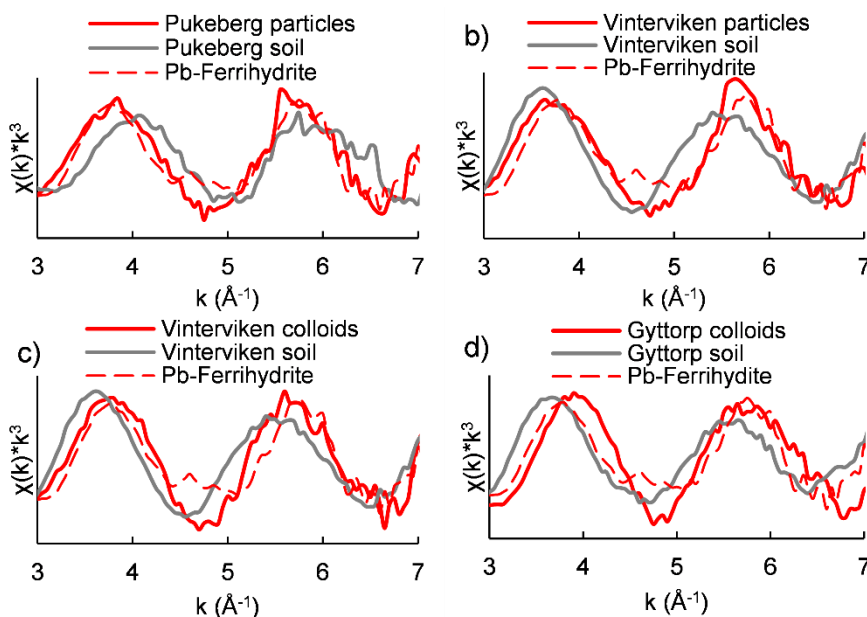 Pukeberg particles
Pukeberg soil
Pb-Ferrihydrite
χ(k)*k³
3 4 5 6 7
k (Å⁻¹)
b)
Vinterviken particles
Vinterviken soil
Pb-Ferrihydrite
χ(k)*k³
3 4 5 6 7
k (Å⁻¹)
c)
Vinterviken colloids
Vinterviken soil
Pb-Ferrihydrite
χ(k)*k³
3 4 5 6 7
k (Å⁻¹)
d)
Gyttorp colloids
Gyttorp soil
Pb-Ferrihydite
χ(k)*k³
3 4 5 6 7
k (Å⁻¹)